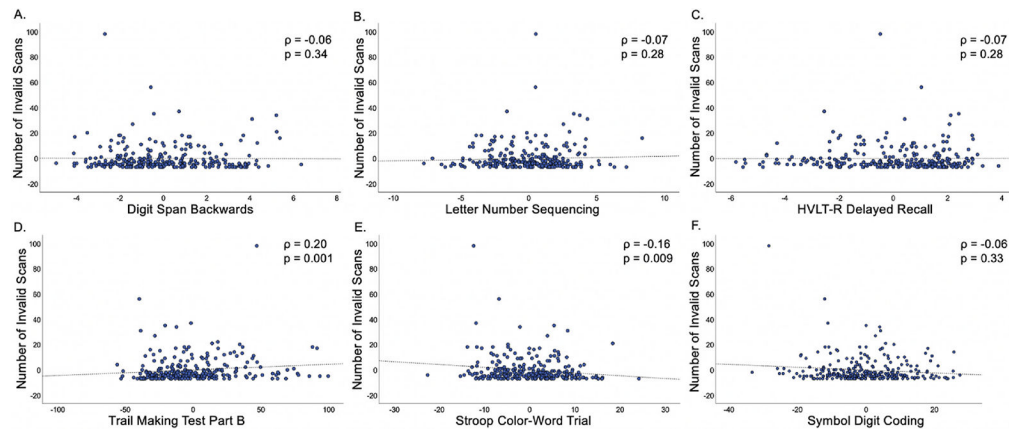 A.
ρ = -0.06
p = 0.34
Number of Invalid Scans
100
80
60
40
20
0
-20
-4 -2 0 2 4 6 8
Digit Span Backwards
B.
ρ = -0.07
p = 0.28
Number of Invalid Scans
100
80
60
40
20
0
-20
-10 -5 0 5 10
Letter Number Sequencing
C.
ρ = -0.07
p = 0.28
Number of Invalid Scans
100
80
60
40
20
0
-20
-6 -4 -2 0 2 4
HVLT-R Delayed Recall
D.
ρ = 0.20
p = 0.001
Number of Invalid Scans
100
80
60
40
20
0
-20
-100 -50 0 50 100
Trail Making Test Part B
E.
ρ = -0.16
p = 0.009
Number of Invalid Scans
100
80
60
40
20
0
-20
-30 -20 -10 0 10 20 30
Stroop Color-Word Trial
F.
ρ = -0.06
p = 0.33
Number of Invalid Scans
100
80
60
40
20
0
-20
-40 -20 0 20
Symbol Digit Coding